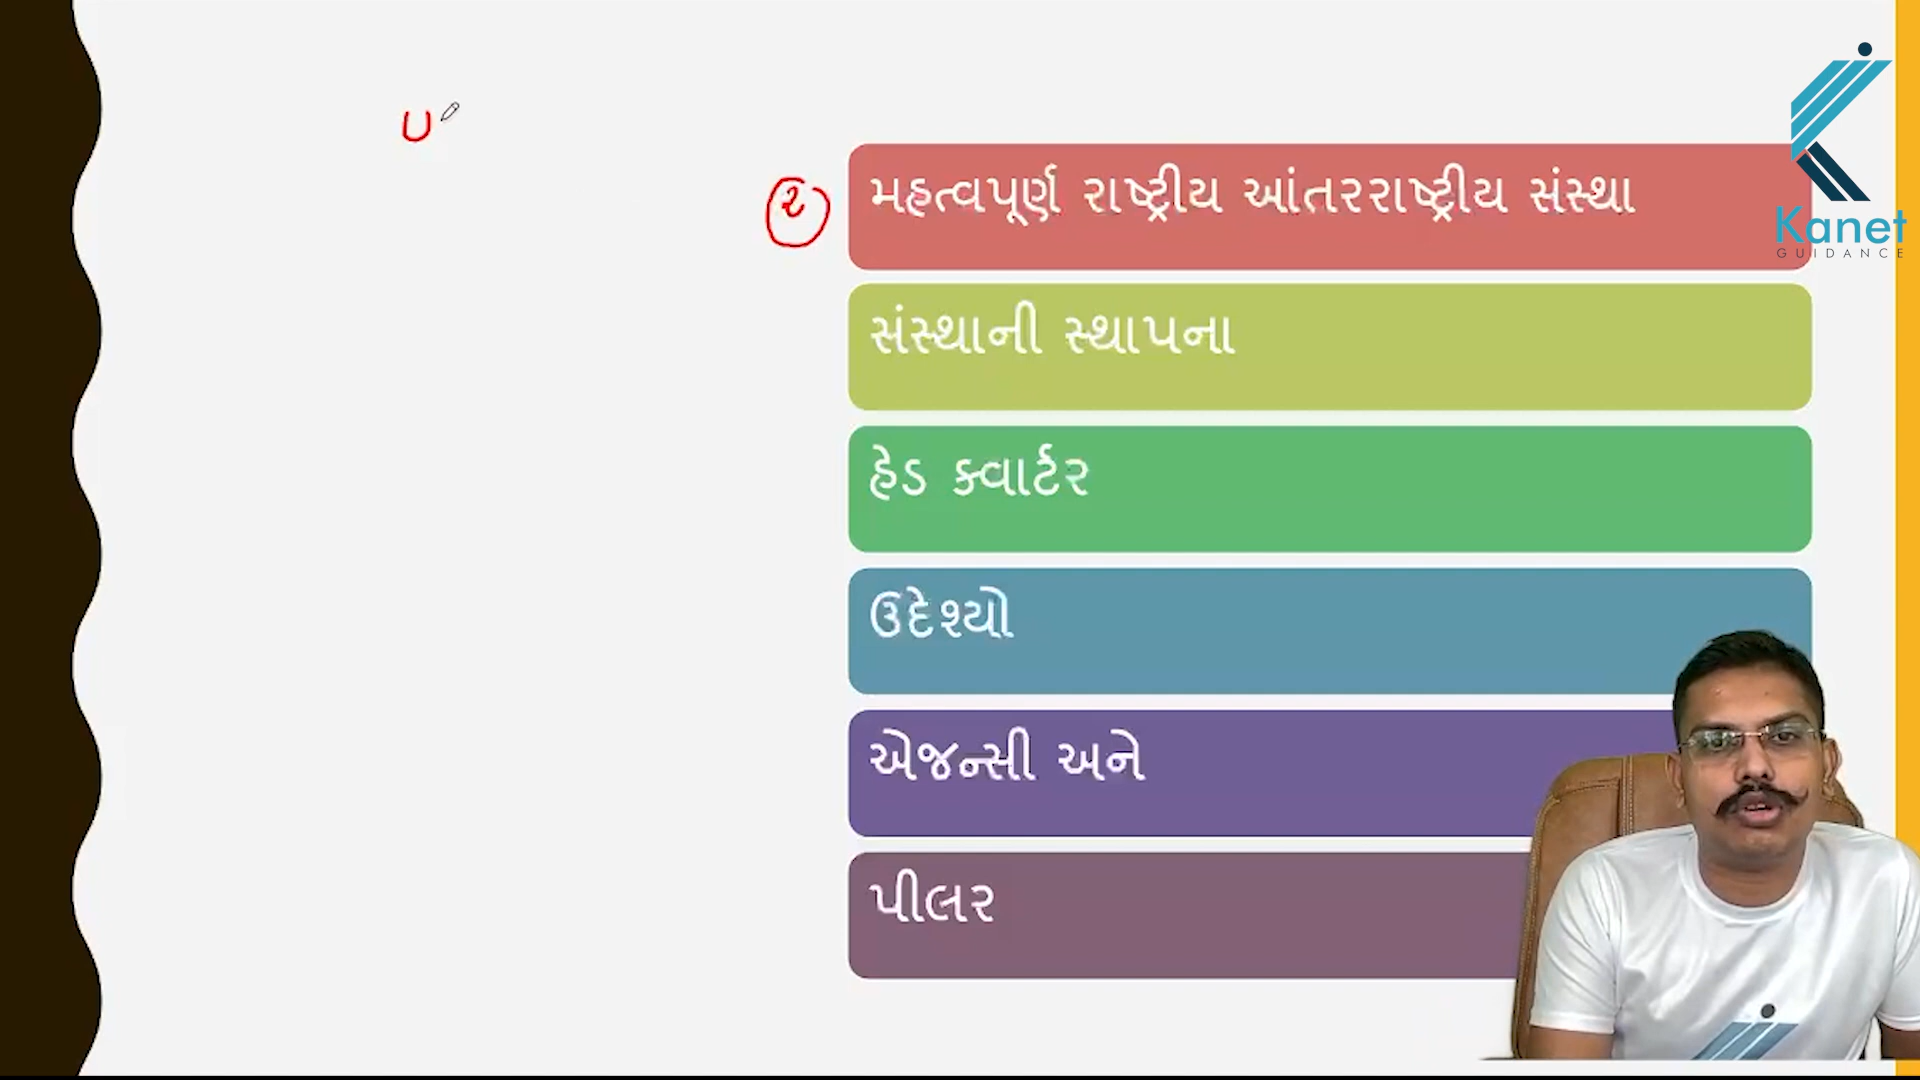 U
૨
મહત્વપૂર્ણ રાષ્ટ્રીય આંતરરાષ્ટ્રીય સંસ્થા
સંસ્થાની સ્થાપના
હેડ ક્વાર્ટર
ઉદેશ્યો
એજન્સી અને
પીલર
Kanet
GUIDANCE